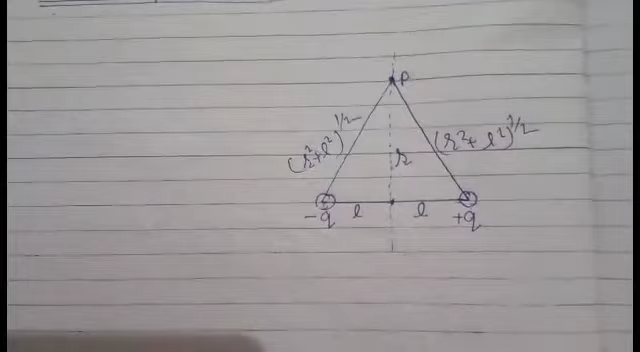 P
(r²+l²)^1/2
(r²+l²)^1/2
r
l
l
-q
+q